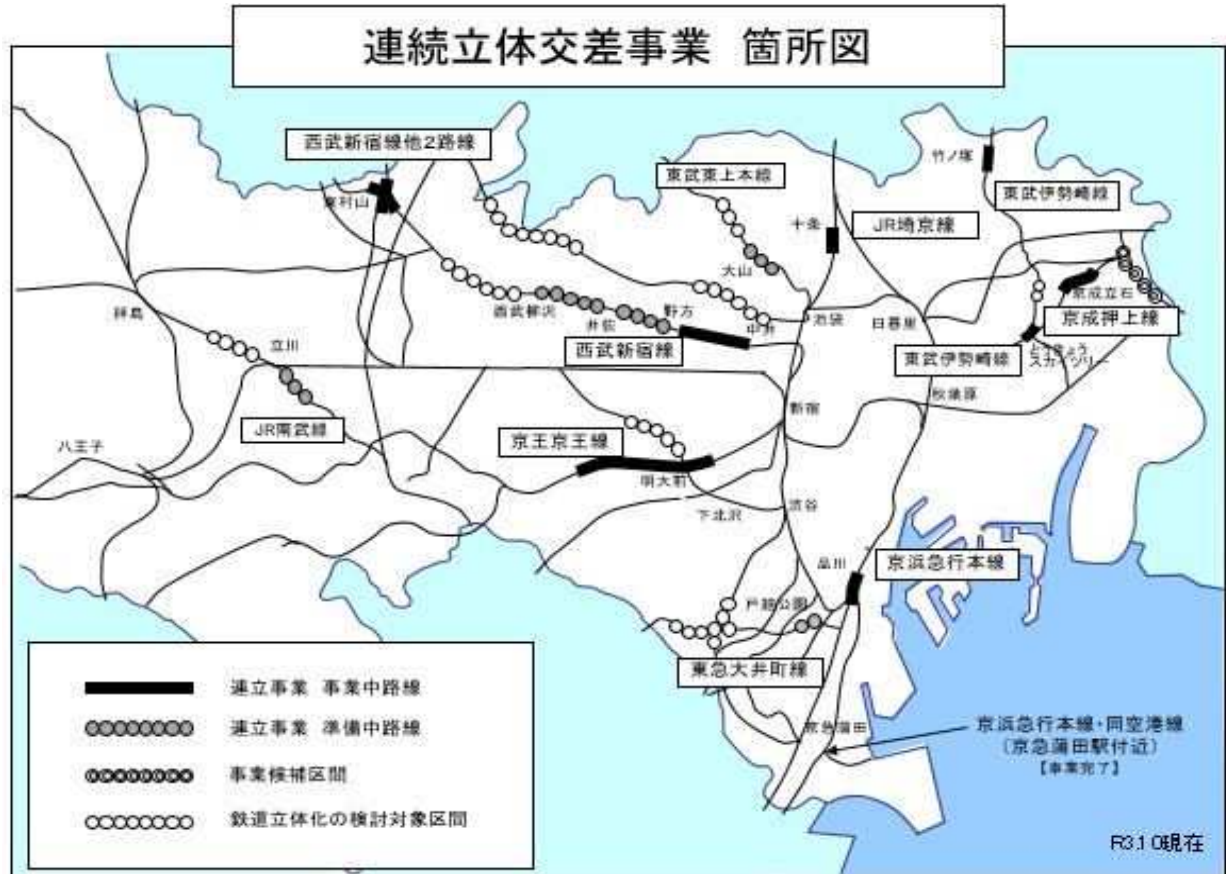 連続立体交差事業 箇所図
西武新宿線他2路線
東村山
東武東上本線
大山
十条
JR埼京線
竹ノ塚
東武伊勢崎線
京成立石
京成押上線
東武伊勢崎線
とうきょう
スカイツリー
西武柳沢
井荻
野方
中井
西武新宿線
池袋
日暮里
拝島
立川
JR南武線
八王子
京王京王線
明大前
新宿
秋葉原
下北沢
渋谷
品川
京浜急行本線
戸越公園
東急大井町線
京急蒲田
京浜急行本線・同空港線
(京急蒲田駅付近)
【事業完了】
連立事業 事業中路線
連立事業 準備中路線
事業候補区間
鉄道立体化の検討対象区間
R3.1.0現在